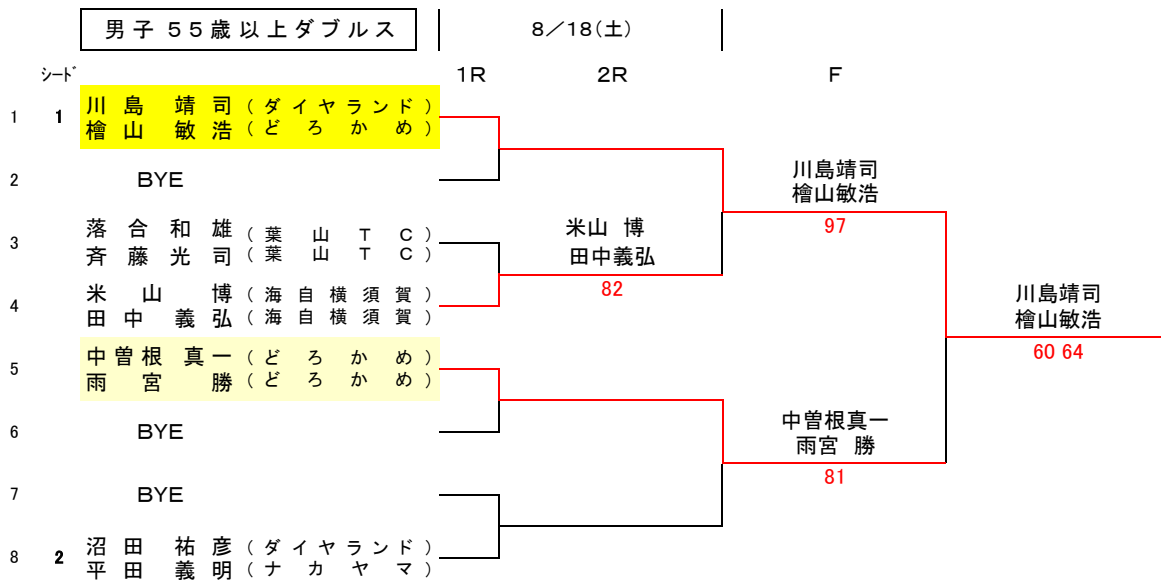 男子55歳以上ダブルス 8／18(土)
ｼｰﾄﾞ 1R 2R F
1 1 川島 靖司 (ダイヤランド)
檜山 敏浩 (どろかめ)
2 BYE
川島靖司
檜山敏浩
97
3 落合和雄 (葉山TC)
斉藤光司 (葉山TC)
米山 博
田中義弘
82
4 米山 博 (海自横須賀)
田中 義弘 (海自横須賀)
川島靖司
檜山敏浩
60 64
5 中曽根 真一 (どろかめ)
雨宮 勝 (どろかめ)
6 BYE
中曽根真一
雨宮 勝
81
7 BYE
8 2 沼田 祐彦 (ダイヤランド)
平田 義明 (ナカヤマ)